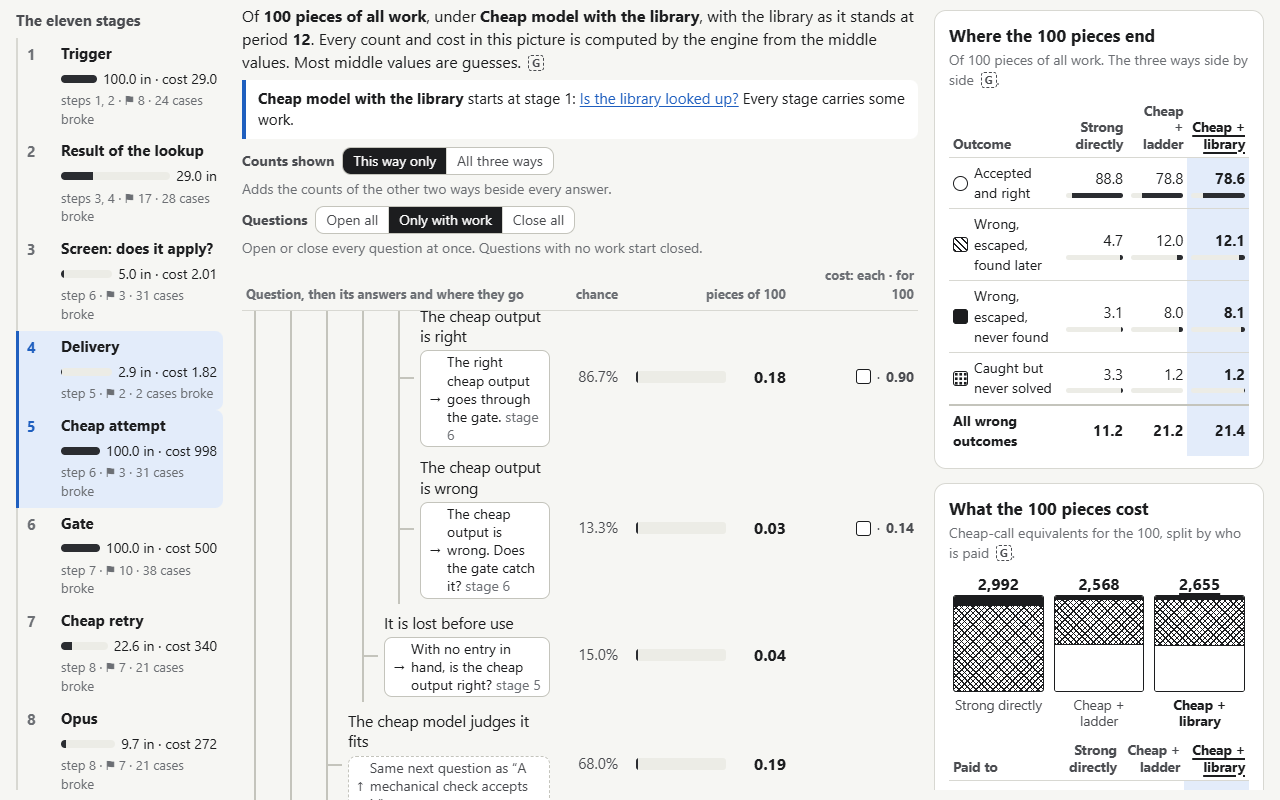 The eleven stages
1 Trigger
100.0 in · cost 29.0
steps 1, 2 · ⚑ 8 · 24 cases
broke
2 Result of the lookup
29.0 in
steps 3, 4 · ⚑ 17 · 28 cases
broke
3 Screen: does it apply?
5.0 in · cost 2.01
step 6 · ⚑ 3 · 31 cases
broke
4 Delivery
2.9 in · cost 1.82
step 5 · ⚑ 2 · 2 cases broke
5 Cheap attempt
100.0 in · cost 998
step 6 · ⚑ 3 · 31 cases
broke
6 Gate
100.0 in · cost 500
step 7 · ⚑ 10 · 38 cases
broke
7 Cheap retry
22.6 in · cost 340
step 8 · ⚑ 7 · 21 cases
broke
8 Opus
9.7 in · cost 272
step 8 · ⚑ 7 · 21 cases
broke
Of 100 pieces of all work, under Cheap model with the library, with the library as it stands at
period 12. Every count and cost in this picture is computed by the engine from the middle
values. Most middle values are guesses. G
Cheap model with the library starts at stage 1: Is the library looked up? Every stage carries some
work.
Counts shown This way only All three ways
Adds the counts of the other two ways beside every answer.
Questions Open all Only with work Close all
Open or close every question at once. Questions with no work start closed.
cost: each · for
Question, then its answers and where they go chance pieces of 100 100
The cheap output
is right
The right
cheap output
→ goes through
the gate. stage
6
86.7% 0.18 · 0.90
The cheap output
is wrong
The cheap
output is
→ wrong. Does
the gate catch
it? stage 6
13.3% 0.03 · 0.14
It is lost before use
With no entry in
→ hand, is the cheap
output right? stage 5
15.0% 0.04
The cheap model judges it
fits
Same next question as “A
↑ mechanical check accepts
68.0% 0.19
Where the 100 pieces end
Of 100 pieces of all work. The three ways side by
side G.
Outcome Strong directly Cheap + ladder Cheap + library
Accepted and right 88.8 78.8 78.6
Wrong, escaped, found later 4.7 12.0 12.1
Wrong, escaped, never found 3.1 8.0 8.1
Caught but never solved 3.3 1.2 1.2
All wrong outcomes 11.2 21.2 21.4
What the 100 pieces cost
Cheap-call equivalents for the 100, split by who
is paid G.
2,992 2,568 2,655
Strong directly Cheap + ladder Cheap + library
Paid to Strong directly Cheap + ladder Cheap + library